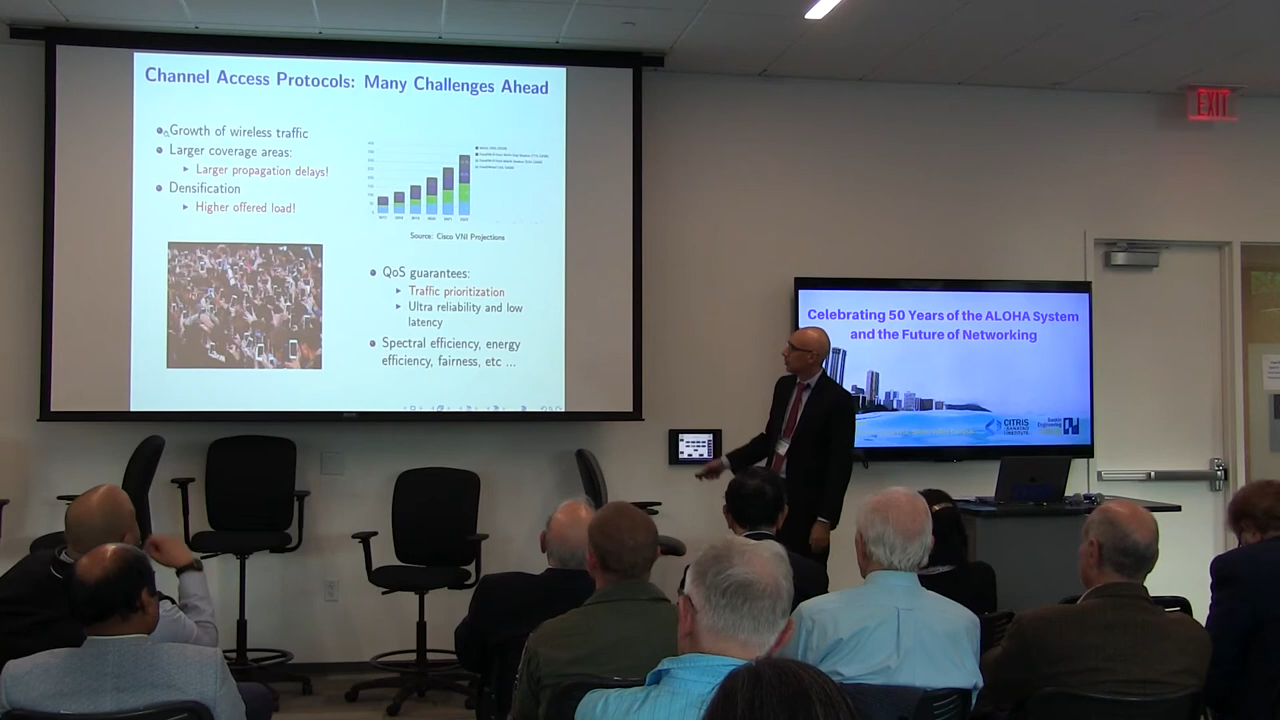 Channel Access Protocols: Many Challenges Ahead
Growth of wireless traffic
Larger coverage areas:
Larger propagation delays!
Densification
Higher offered load!
Source: Cisco VNI Projections
QoS guarantees:
Traffic prioritization
Ultra reliability and low
latency
Spectral efficiency, energy
efficiency, fairness, etc ...
EXIT
Celebrating 50 Years of the ALOHA System
and the Future of Networking
CITRIS